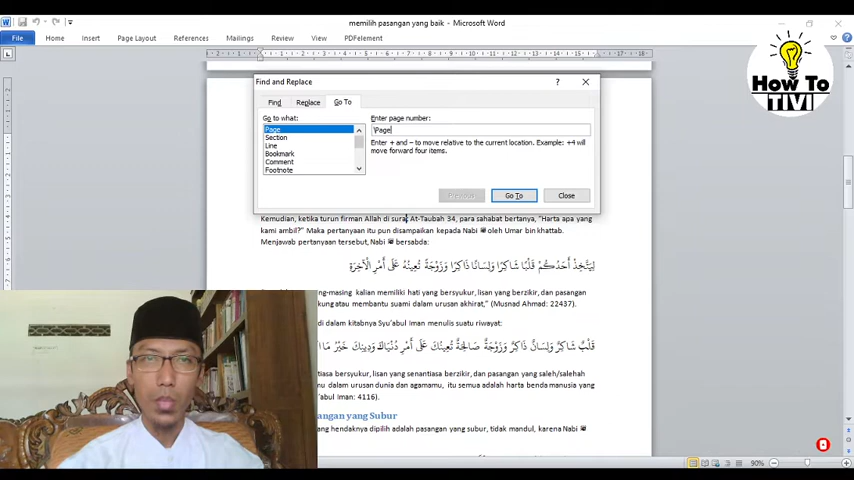 memilih pasangan yang baik - Microsoft Word
File Home Insert Page Layout References Mailings Review View PDFelement
How To
TIVI
Find and Replace
Find Replace Go To
Go to what:
Page
Section
Line
Bookmark
Comment
Footnote
Enter page number:
\Page
Enter + and – to move relative to the current location. Example: +4 will
move forward four items.
Previous Go To Close
Kemudian, ketika turun firman Allah di surat At-Taubah 34, para sahabat bertanya, “Harta apa yang
kami ambil?” Maka pertanyaan itu pun disampaikan kepada Nabi ﷺ oleh Umar bin khattab.
Menjawab pertanyaan tersebut, Nabi ﷺ bersabda:
لِيَتَّخِذْ أَحَدُكُمْ قَلْبًا شَاكِرًا وَلِسَانًا ذَاكِرًا وَزَوْجَةً تُعِينُهُ عَلَى أَمْرِ الْآخِرَةِ
-masing kalian memiliki hati yang bersyukur, lisan yang berzikir, dan pasangan
kung atau membantu suami dalam urusan akhirat,” (Musnad Ahmad: 22437).
di dalam kitabnya Syu’abul Iman menulis suatu riwayat:
قَلْبٌ شَاكِرٌ وَلِسَانٌ ذَاكِرٌ وَزَوْجَةٌ صَالِحَةٌ تُعِينُكَ عَلَى أَمْرِ دُنْيَاكَ وَدِينِكَ خَيْرُ مَا
tiasa bersyukur, lisan yang senantiasa berzikir, dan pasangan yang saleh/salehah
mu dalam urusan dunia dan agamamu, itu semua adalah harta benda manusia yang
abul Iman: 4116).
asangan yang Subur
ng hendaknya dipilih adalah pasangan yang subur, tidak mandul, karena Nabi ﷺ
90%